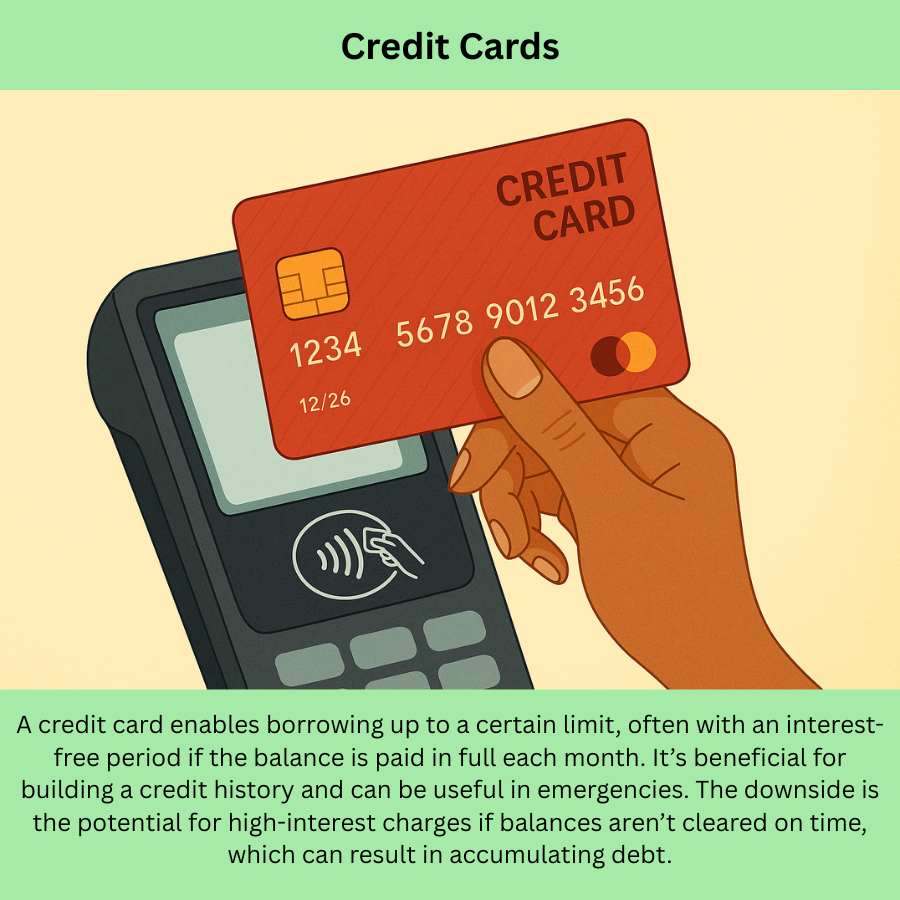 Credit Cards
CREDIT
CARD
1234 5678 9012 3456
12/26
A credit card enables borrowing up to a certain limit, often with an interest-
free period if the balance is paid in full each month. It’s beneficial for
building a credit history and can be useful in emergencies. The downside is
the potential for high-interest charges if balances aren’t cleared on time,
which can result in accumulating debt.